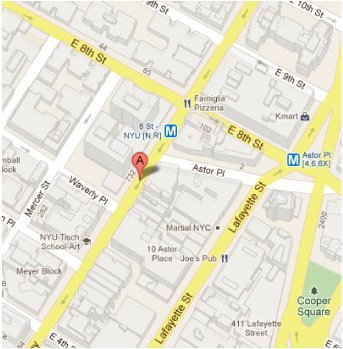 E 10th St
E 8th St
44
65
E 9th St
Famiglia
Pizzeria
Kmart
8 St -
NYU [N,R]
M
102
E 8th St
A
732
Astor Pl
2
M
Astor Pl
[4,6,6X]
Mercer St
Waverly Pl
282
Lafayette St
2400
Martial NYC
NYU Tisch
School-Art
10 Astor
Place
Joe's Pub
Meyer Block
Cooper
Square
Lafayette St
411 Lafayette
Street
E 4th St